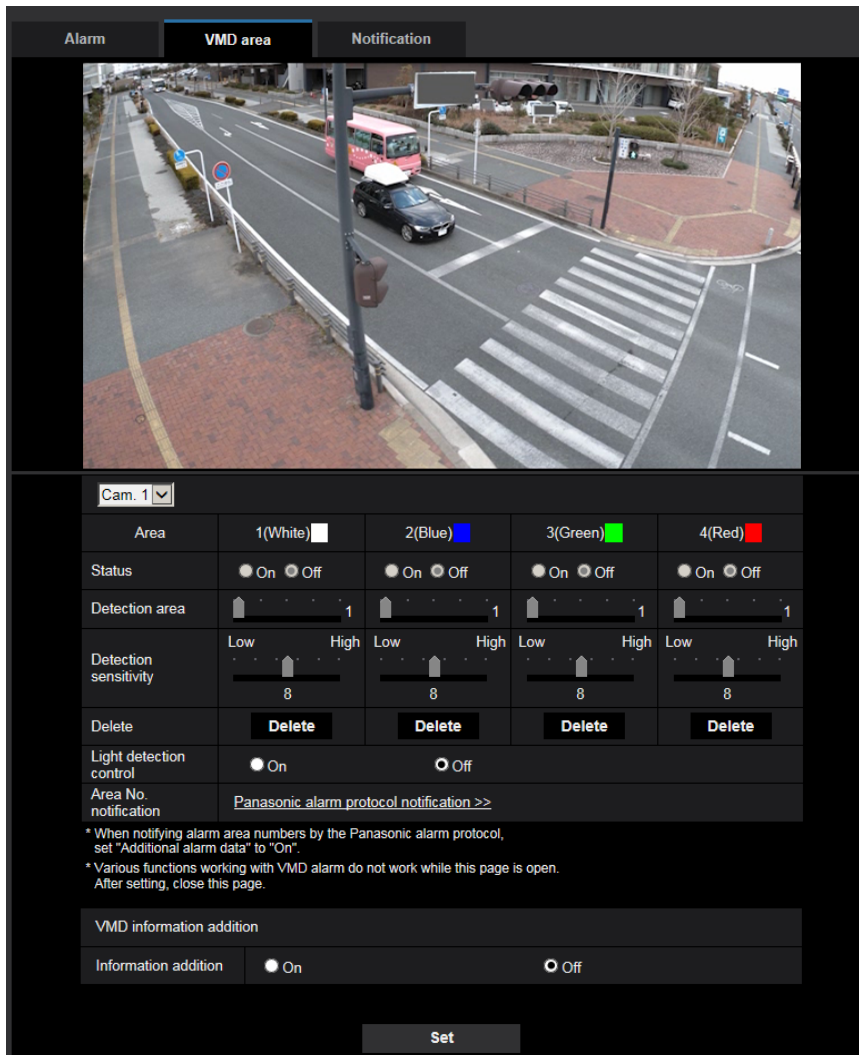 Alarm VMD area Notification
Cam. 1
Area 1(White) 2(Blue) 3(Green) 4(Red)
Status On Off On Off On Off On Off
Detection area 1 1 1 1
Low High Low High Low High Low High
Detection
sensitivity
8 8 8 8
Delete Delete Delete Delete Delete
Light detection
control On Off
Area No.
notification Panasonic alarm protocol notification >>
* When notifying alarm area numbers by the Panasonic alarm protocol,
set "Additional alarm data" to "On".
* Various functions working with VMD alarm do not work while this page is open.
After setting, close this page.
VMD information addition
Information addition On Off
Set